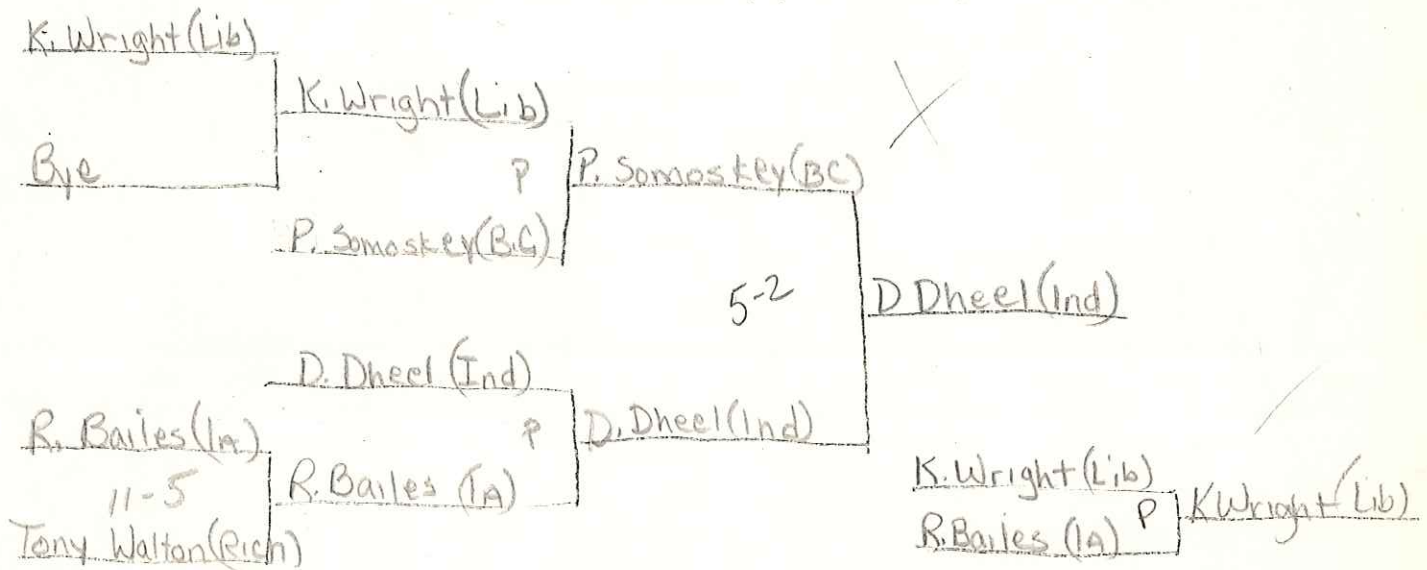 K. Wright (Lib)
K. Wright (Lib)
Bye
P
P. Somoskey (BC)
P. Somoskey (B.C)
5-2
D Dheel (Ind)
D. Dheel (Ind)
R. Bailes (IA)
P
D. Dheel (Ind)
11-5
R. Bailes (IA)
Tony Walton (Rich)
K. Wright (Lib)
P
K Wright (Lib)
R. Bailes (IA)